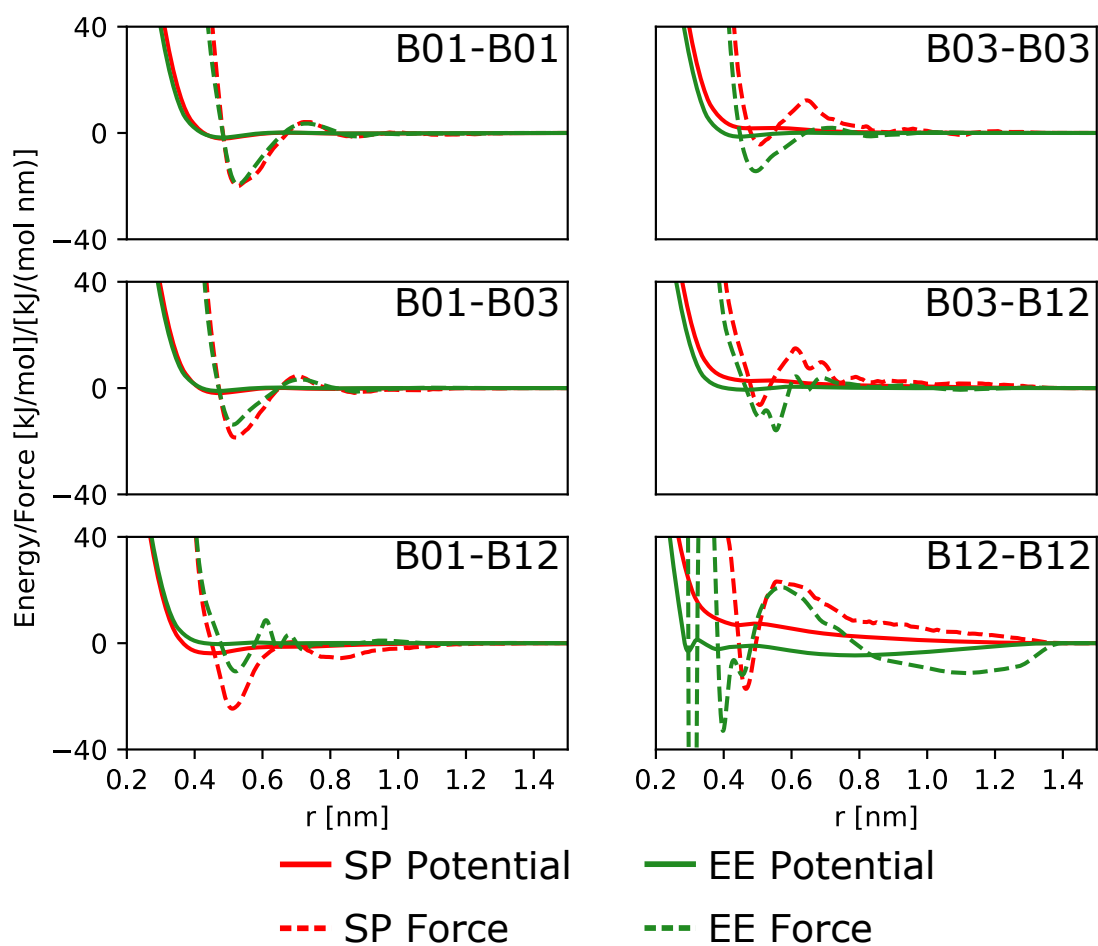 Energy/Force [kJ/mol]/[kJ/(mol nm)]
40
0
−40
B01-B01
B03-B03
40
0
−40
B01-B03
B03-B12
40
0
−40
B01-B12
B12-B12
0.2 0.4 0.6 0.8 1.0 1.2 1.4
r [nm]
0.2 0.4 0.6 0.8 1.0 1.2 1.4
r [nm]
SP Potential
EE Potential
SP Force
EE Force